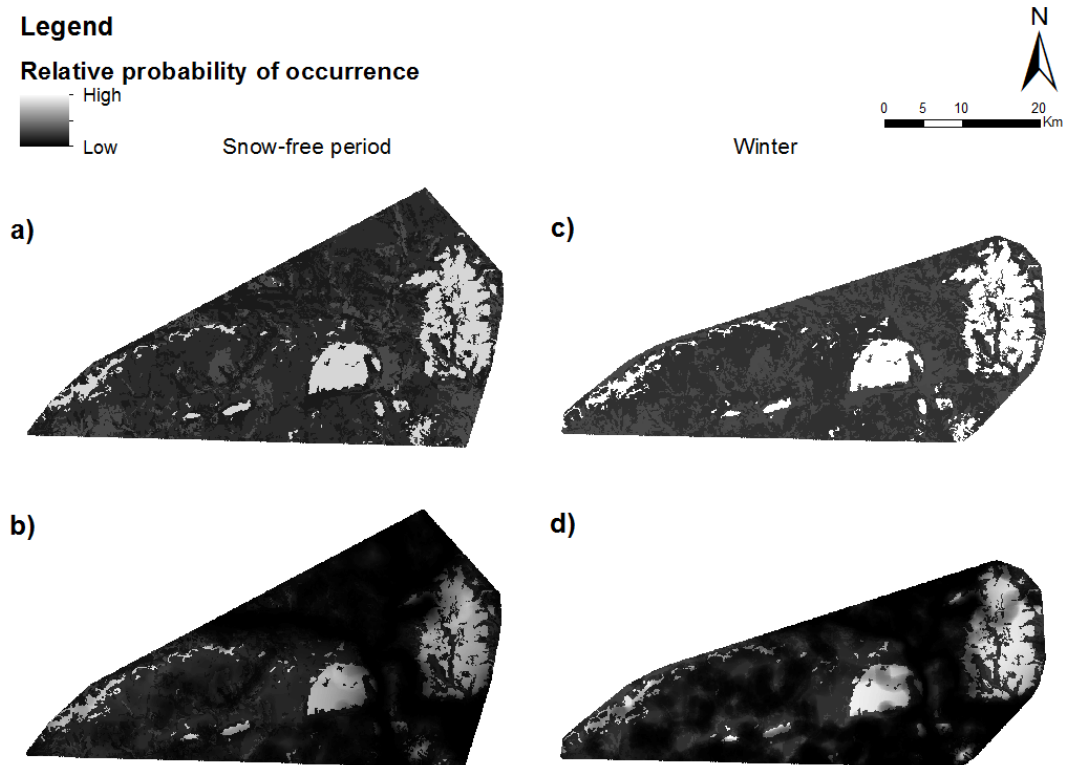 Legend
Relative probability of occurrence
High
Low
N
0 5 10 20
Km
Snow-free period
Winter
a)
c)
b)
d)